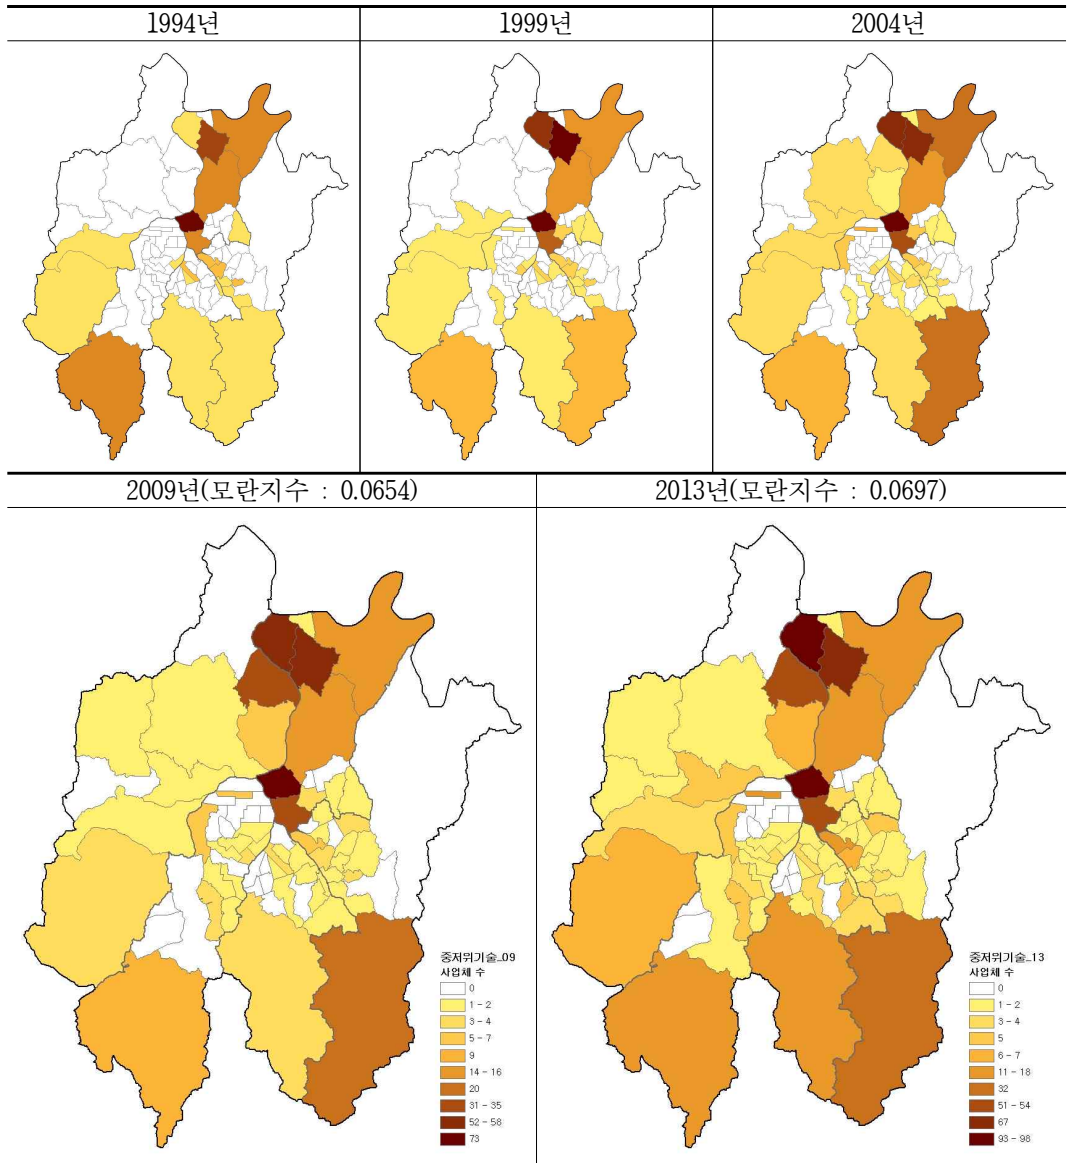 1994년
1999년
2004년
2009년(모란지수 : 0.0654)
2013년(모란지수 : 0.0697)
중저위기술_09
사업체 수
0
1 - 2
3 - 4
5 - 7
9
14 - 16
20
31 - 35
52 - 58
73
중저위기술_13
사업체 수
0
1 - 2
3 - 4
5
6 - 7
11 - 18
32
51 - 54
67
93 - 98